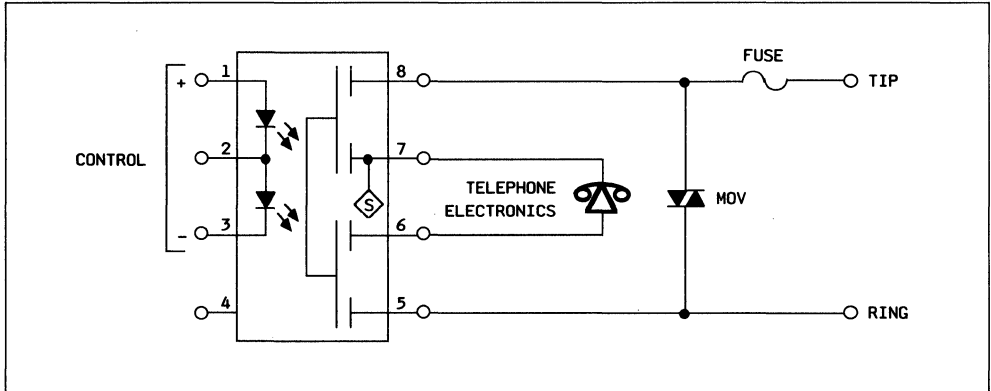 FUSE
+ 1 8 TIP
CONTROL 2 7
S
TELEPHONE
ELECTRONICS
MOV
- 3 6
4 5 RING